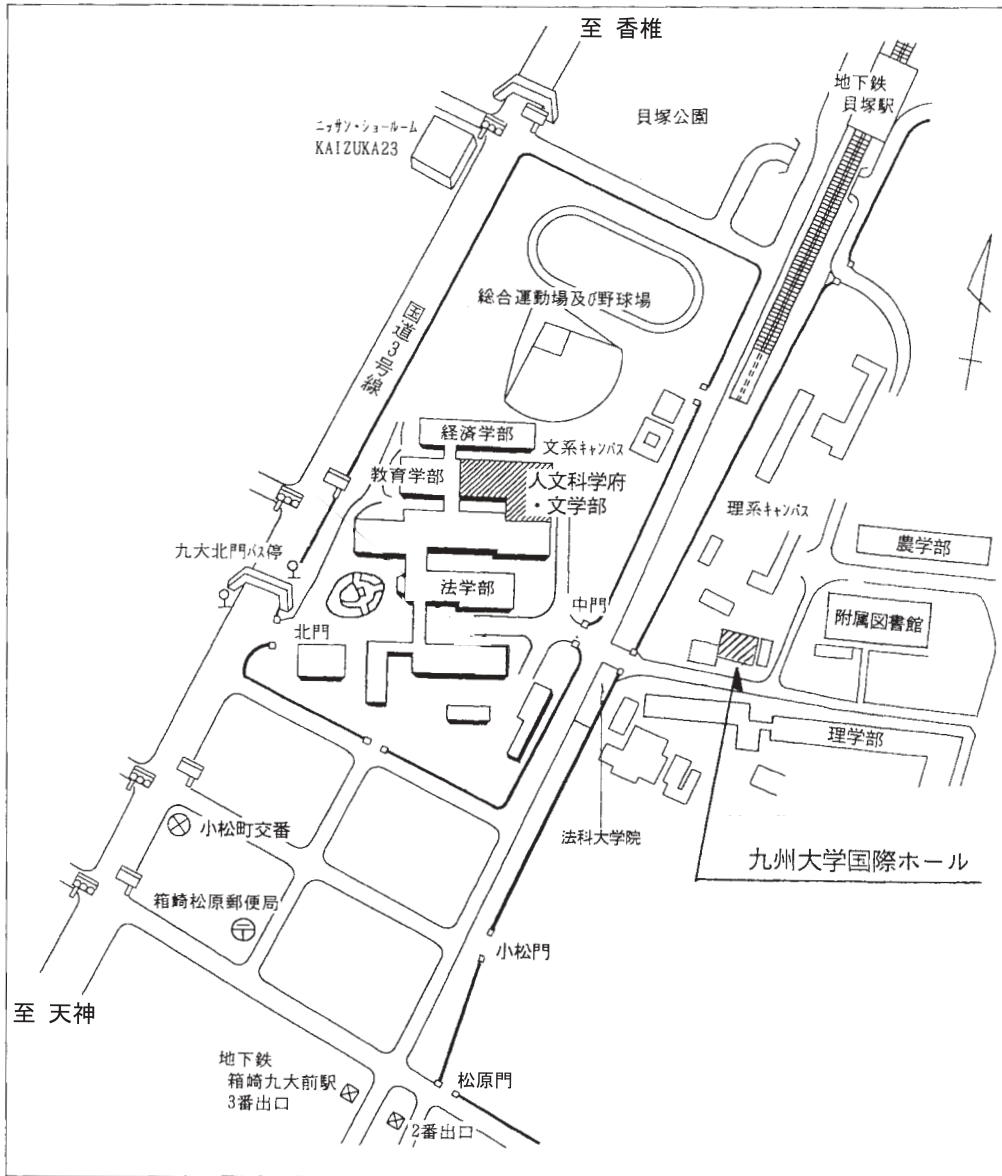 至 香椎
地下鉄
貝塚駅
貝塚公園
ニッサン・ショールーム
KAIZUKA23
総合運動場及び野球場
国道3号線
経済学部
文系キャンパス
教育学部
人文科学府
・文学部
理系キャンパス
農学部
九大北門バス停
法学部
中門
附属図書館
北門
理学部
小松町交番
法科大学院
九州大学国際ホール
箱崎松原郵便局
小松門
至 天神
地下鉄
箱崎九大前駅
3番出口
松原門
2番出口